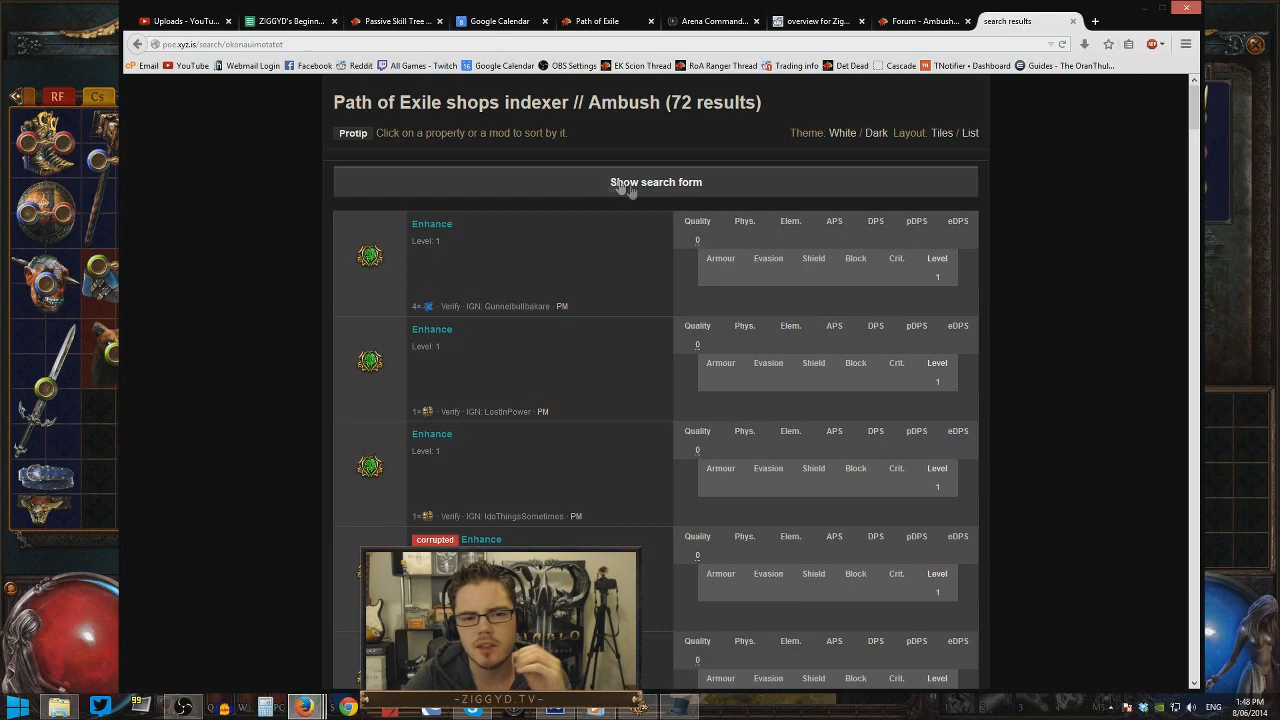 Uploads - YouTu...
ZIGGYD's Beginn...
Passive Skill Tree ...
Google Calendar
Path of Exile
Arena Command...
overview for Zig...
Forum - Ambush...
search results
poe.xyz.is/search/ekonauimotatot
Email
YouTube
Webmail Login
Facebook
Reddit
All Games - Twitch
Google Calendar
OBS Settings
EK Scion Thread
RoA Ranger Thread
Trading info
Det Dead
Cascade
TNotifier • Dashboard
Guides - The OranThul...
RF
Cs
Path of Exile shops indexer // Ambush (72 results)
Protip Click on a property or a mod to sort by it.
Theme: White / Dark Layout: Tiles / List
Show search form
Enhance
Level: 1
4× · Verify · IGN: Gunnelbullbakare · PM
Quality Phys. Elem. APS DPS pDPS eDPS
0
Armour Evasion Shield Block Crit. Level
1
Enhance
Level: 1
1× · Verify · IGN: LostInPower · PM
Quality Phys. Elem. APS DPS pDPS eDPS
0
Armour Evasion Shield Block Crit. Level
1
Enhance
Level: 1
1× · Verify · IGN: IdoThingsSometimes · PM
Quality Phys. Elem. APS DPS pDPS eDPS
0
Armour Evasion Shield Block Crit. Level
1
corrupted Enhance
Quality Phys. Elem. APS DPS pDPS eDPS
0
Armour Evasion Shield Block Crit. Level
1
Quality Phys. Elem. APS DPS pDPS eDPS
0
Armour Evasion Shield Block Crit. Level
DIABLO
-ZIGGYD.TV-
ENG
1:48 PM
8/06/2014